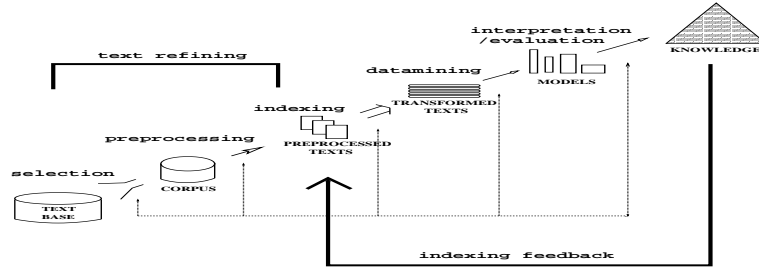 interpretation
/evaluation
KNOWLEDGE
text refining
datamining
MODELS
indexing
TRANSFORMED
TEXTS
preprocessing
PREPROCESSED
TEXTS
selection
CORPUS
TEXT
BASE
indexing feedback